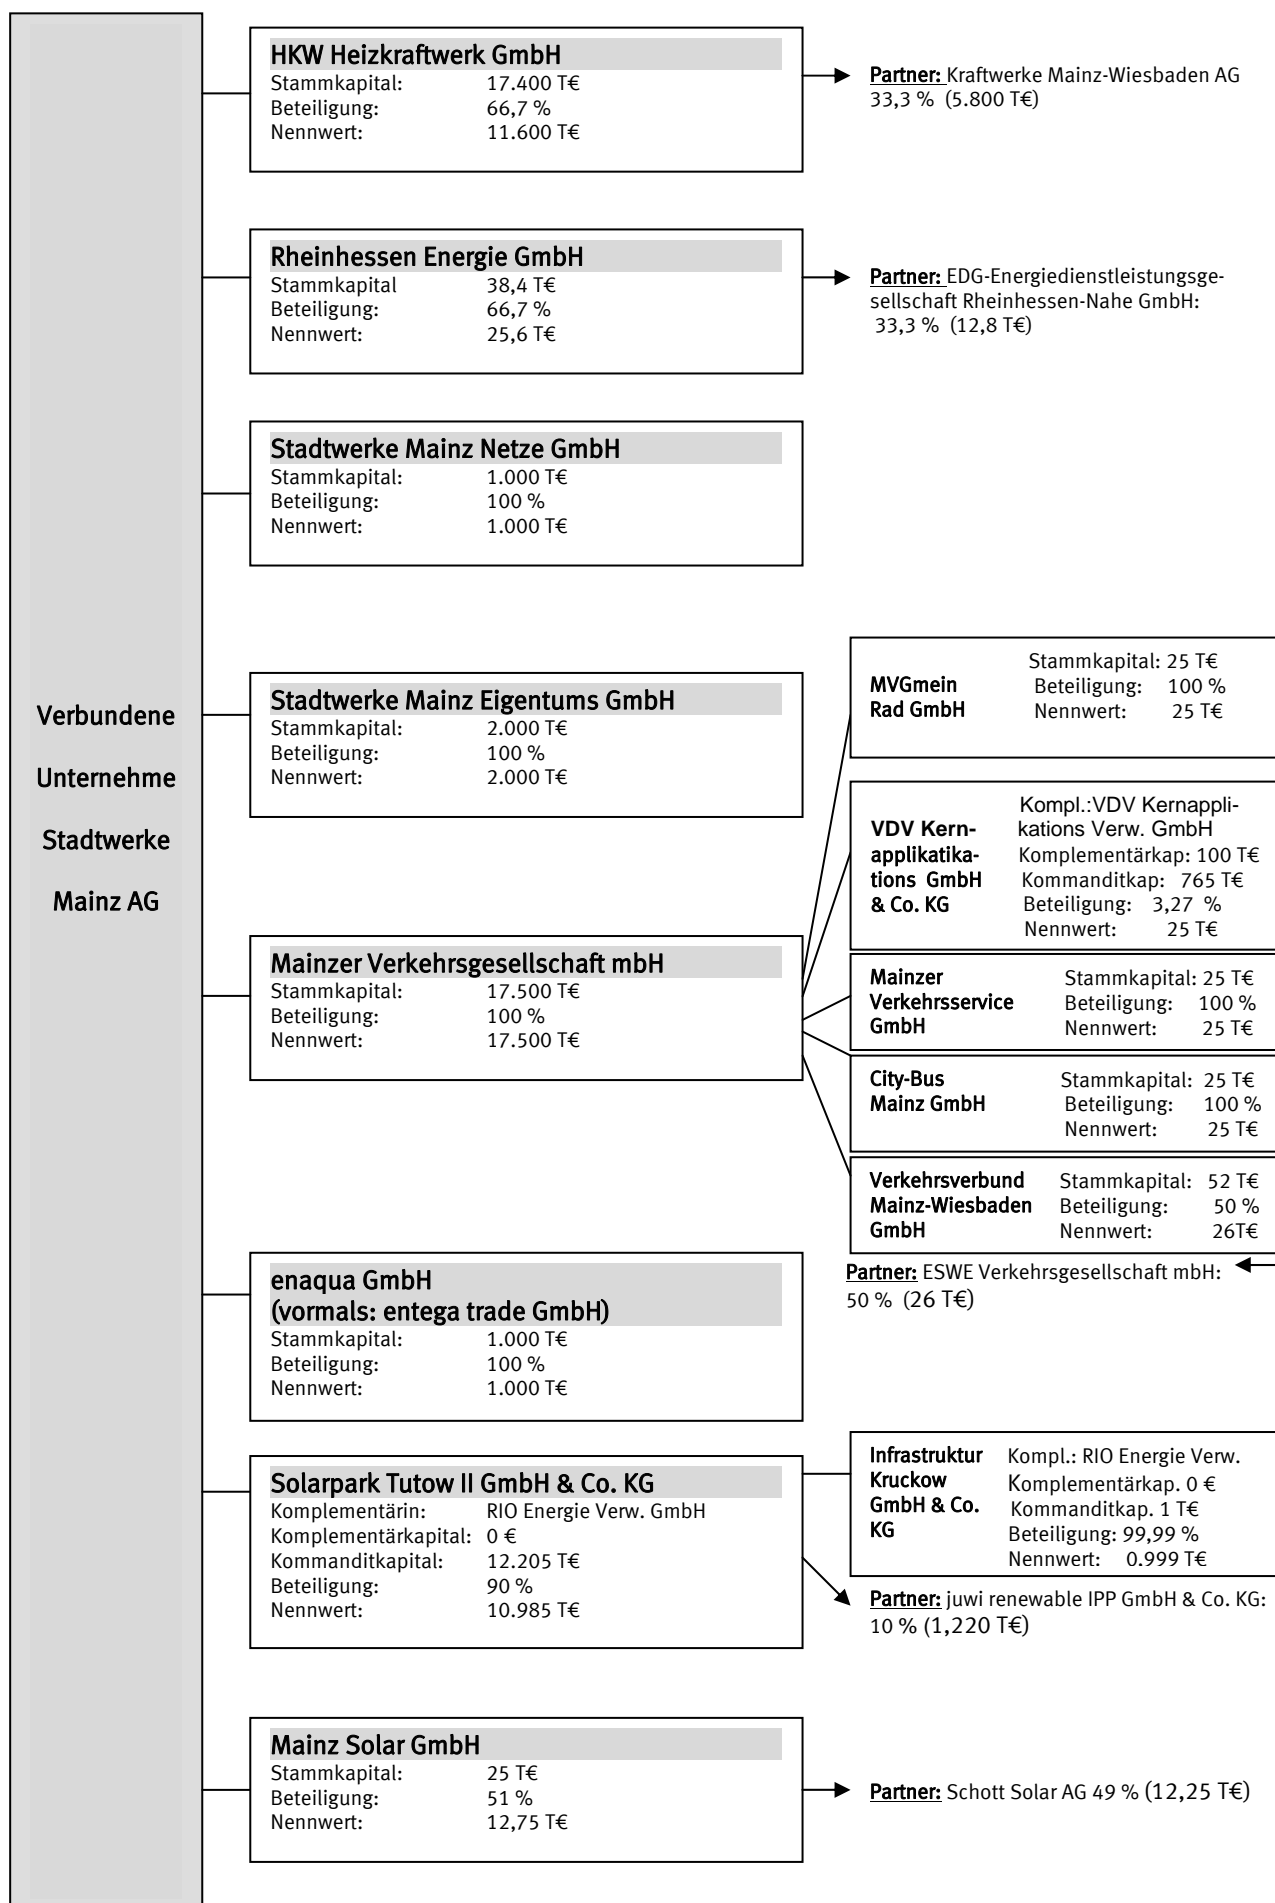 Verbundene
Unternehme
Stadtwerke
Mainz AG
HKW Heizkraftwerk GmbH
Stammkapital: 17.400 T€
Beteiligung: 66,7 %
Nennwert: 11.600 T€
Partner: Kraftwerke Mainz-Wiesbaden AG
33,3 % (5.800 T€)
Rheinhessen Energie GmbH
Stammkapital 38,4 T€
Beteiligung: 66,7 %
Nennwert: 25,6 T€
Partner: EDG-Energiedienstleistungsge-
sellschaft Rheinhessen-Nahe GmbH:
33,3 % (12,8 T€)
Stadtwerke Mainz Netze GmbH
Stammkapital: 1.000 T€
Beteiligung: 100 %
Nennwert: 1.000 T€
Stadtwerke Mainz Eigentums GmbH
Stammkapital: 2.000 T€
Beteiligung: 100 %
Nennwert: 2.000 T€
Mainzer Verkehrsgesellschaft mbH
Stammkapital: 17.500 T€
Beteiligung: 100 %
Nennwert: 17.500 T€
MVGmein
Rad GmbH
Stammkapital: 25 T€
Beteiligung: 100 %
Nennwert: 25 T€
VDV Kern-
applikatika-
tions GmbH
& Co. KG
Kompl.:VDV Kernappli-
kations Verw. GmbH
Komplementärkap: 100 T€
Kommanditkap: 765 T€
Beteiligung: 3,27 %
Nennwert: 25 T€
Mainzer
Verkehrsservice
GmbH
Stammkapital: 25 T€
Beteiligung: 100 %
Nennwert: 25 T€
City-Bus
Mainz GmbH
Stammkapital: 25 T€
Beteiligung: 100 %
Nennwert: 25 T€
Verkehrsverbund
Mainz-Wiesbaden
GmbH
Stammkapital: 52 T€
Beteiligung: 50 %
Nennwert: 26T€
Partner: ESWE Verkehrsgesellschaft mbH:
50 % (26 T€)
enaqua GmbH
(vormals: entega trade GmbH)
Stammkapital: 1.000 T€
Beteiligung: 100 %
Nennwert: 1.000 T€
Solarpark Tutow II GmbH & Co. KG
Komplementärin: RIO Energie Verw. GmbH
Komplementärkapital: 0 €
Kommanditkapital: 12.205 T€
Beteiligung: 90 %
Nennwert: 10.985 T€
Infrastruktur
Kruckow
GmbH & Co.
KG
Kompl.: RIO Energie Verw.
Komplementärkap. 0 €
Kommanditkap. 1 T€
Beteiligung: 99,99 %
Nennwert: 0.999 T€
Partner: juwi renewable IPP GmbH & Co. KG:
10 % (1,220 T€)
Mainz Solar GmbH
Stammkapital: 25 T€
Beteiligung: 51 %
Nennwert: 12,75 T€
Partner: Schott Solar AG 49 % (12,25 T€)